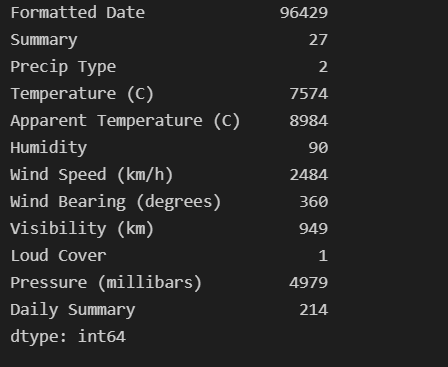 Formatted Date 96429
Summary 27
Precip Type 2
Temperature (C) 7574
Apparent Temperature (C) 8984
Humidity 90
Wind Speed (km/h) 2484
Wind Bearing (degrees) 360
Visibility (km) 949
Loud Cover 1
Pressure (millibars) 4979
Daily Summary 214
dtype: int64